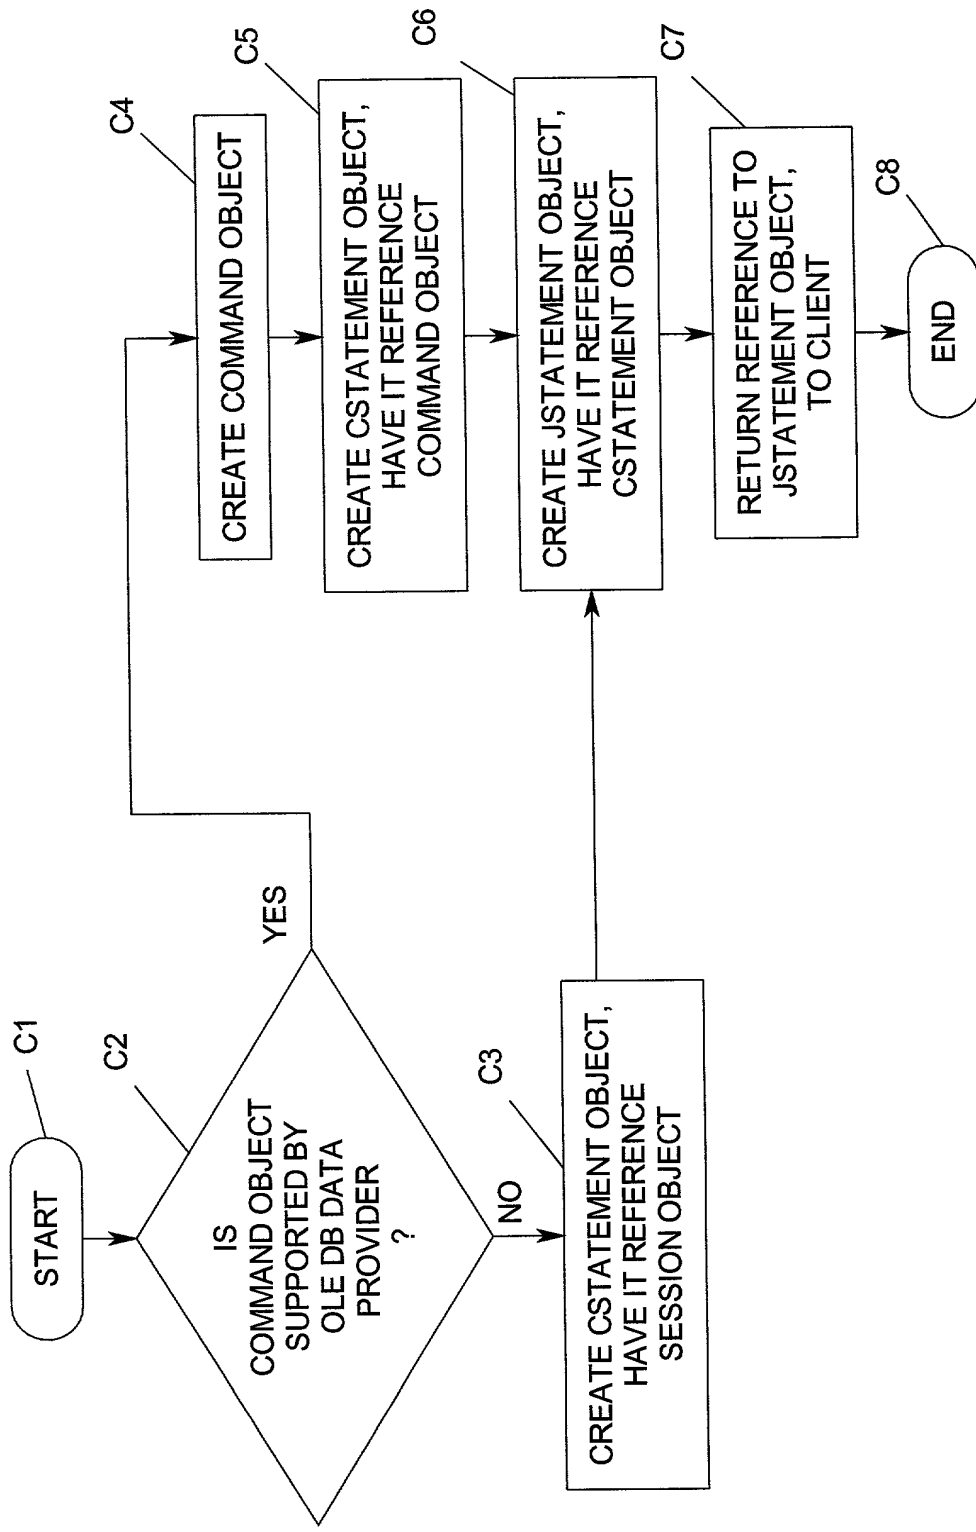 C1
START
C2
IS
COMMAND OBJECT
SUPPORTED BY
OLE DB DATA
PROVIDER
?
YES
NO
C3
CREATE CSTATEMENT OBJECT,
HAVE IT REFERENCE
SESSION OBJECT
C4
CREATE COMMAND OBJECT
C5
CREATE CSTATEMENT OBJECT,
HAVE IT REFERENCE
COMMAND OBJECT
C6
CREATE JSTATEMENT OBJECT,
HAVE IT REFERENCE
CSTATEMENT OBJECT
C7
RETURN REFERENCE TO
JSTATEMENT OBJECT,
TO CLIENT
C8
END